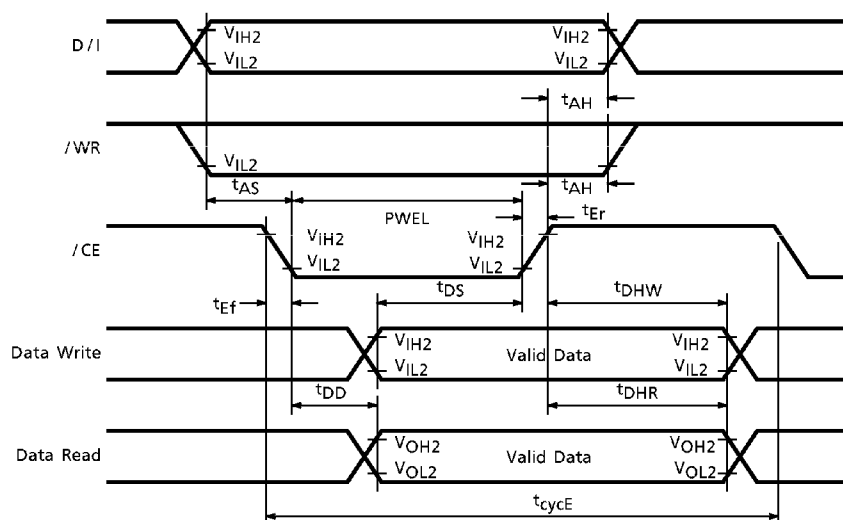 D/I VIH2 VIH2
VIL2 VIL2
tAH
/WR VIL2
tAS tAH
PWEL tEr
/CE VIH2 VIH2
VIL2 VIL2
tEf tDS tDHW
Data Write VIH2 Valid Data VIH2
VIL2 VIL2
tDD tDHR
Data Read VOH2 Valid Data VOH2
VOL2 VOL2
tcycE